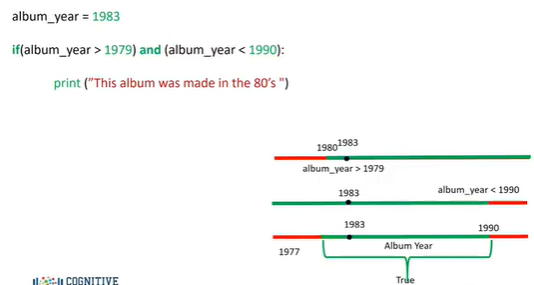 album_year = 1983
if(album_year > 1979) and (album_year < 1990):
print (”This album was made in the 80’s ")
1980
1983
album_year > 1979
1983
album_year < 1990
1983
1990
1977
Album Year
True
COGNITIVE